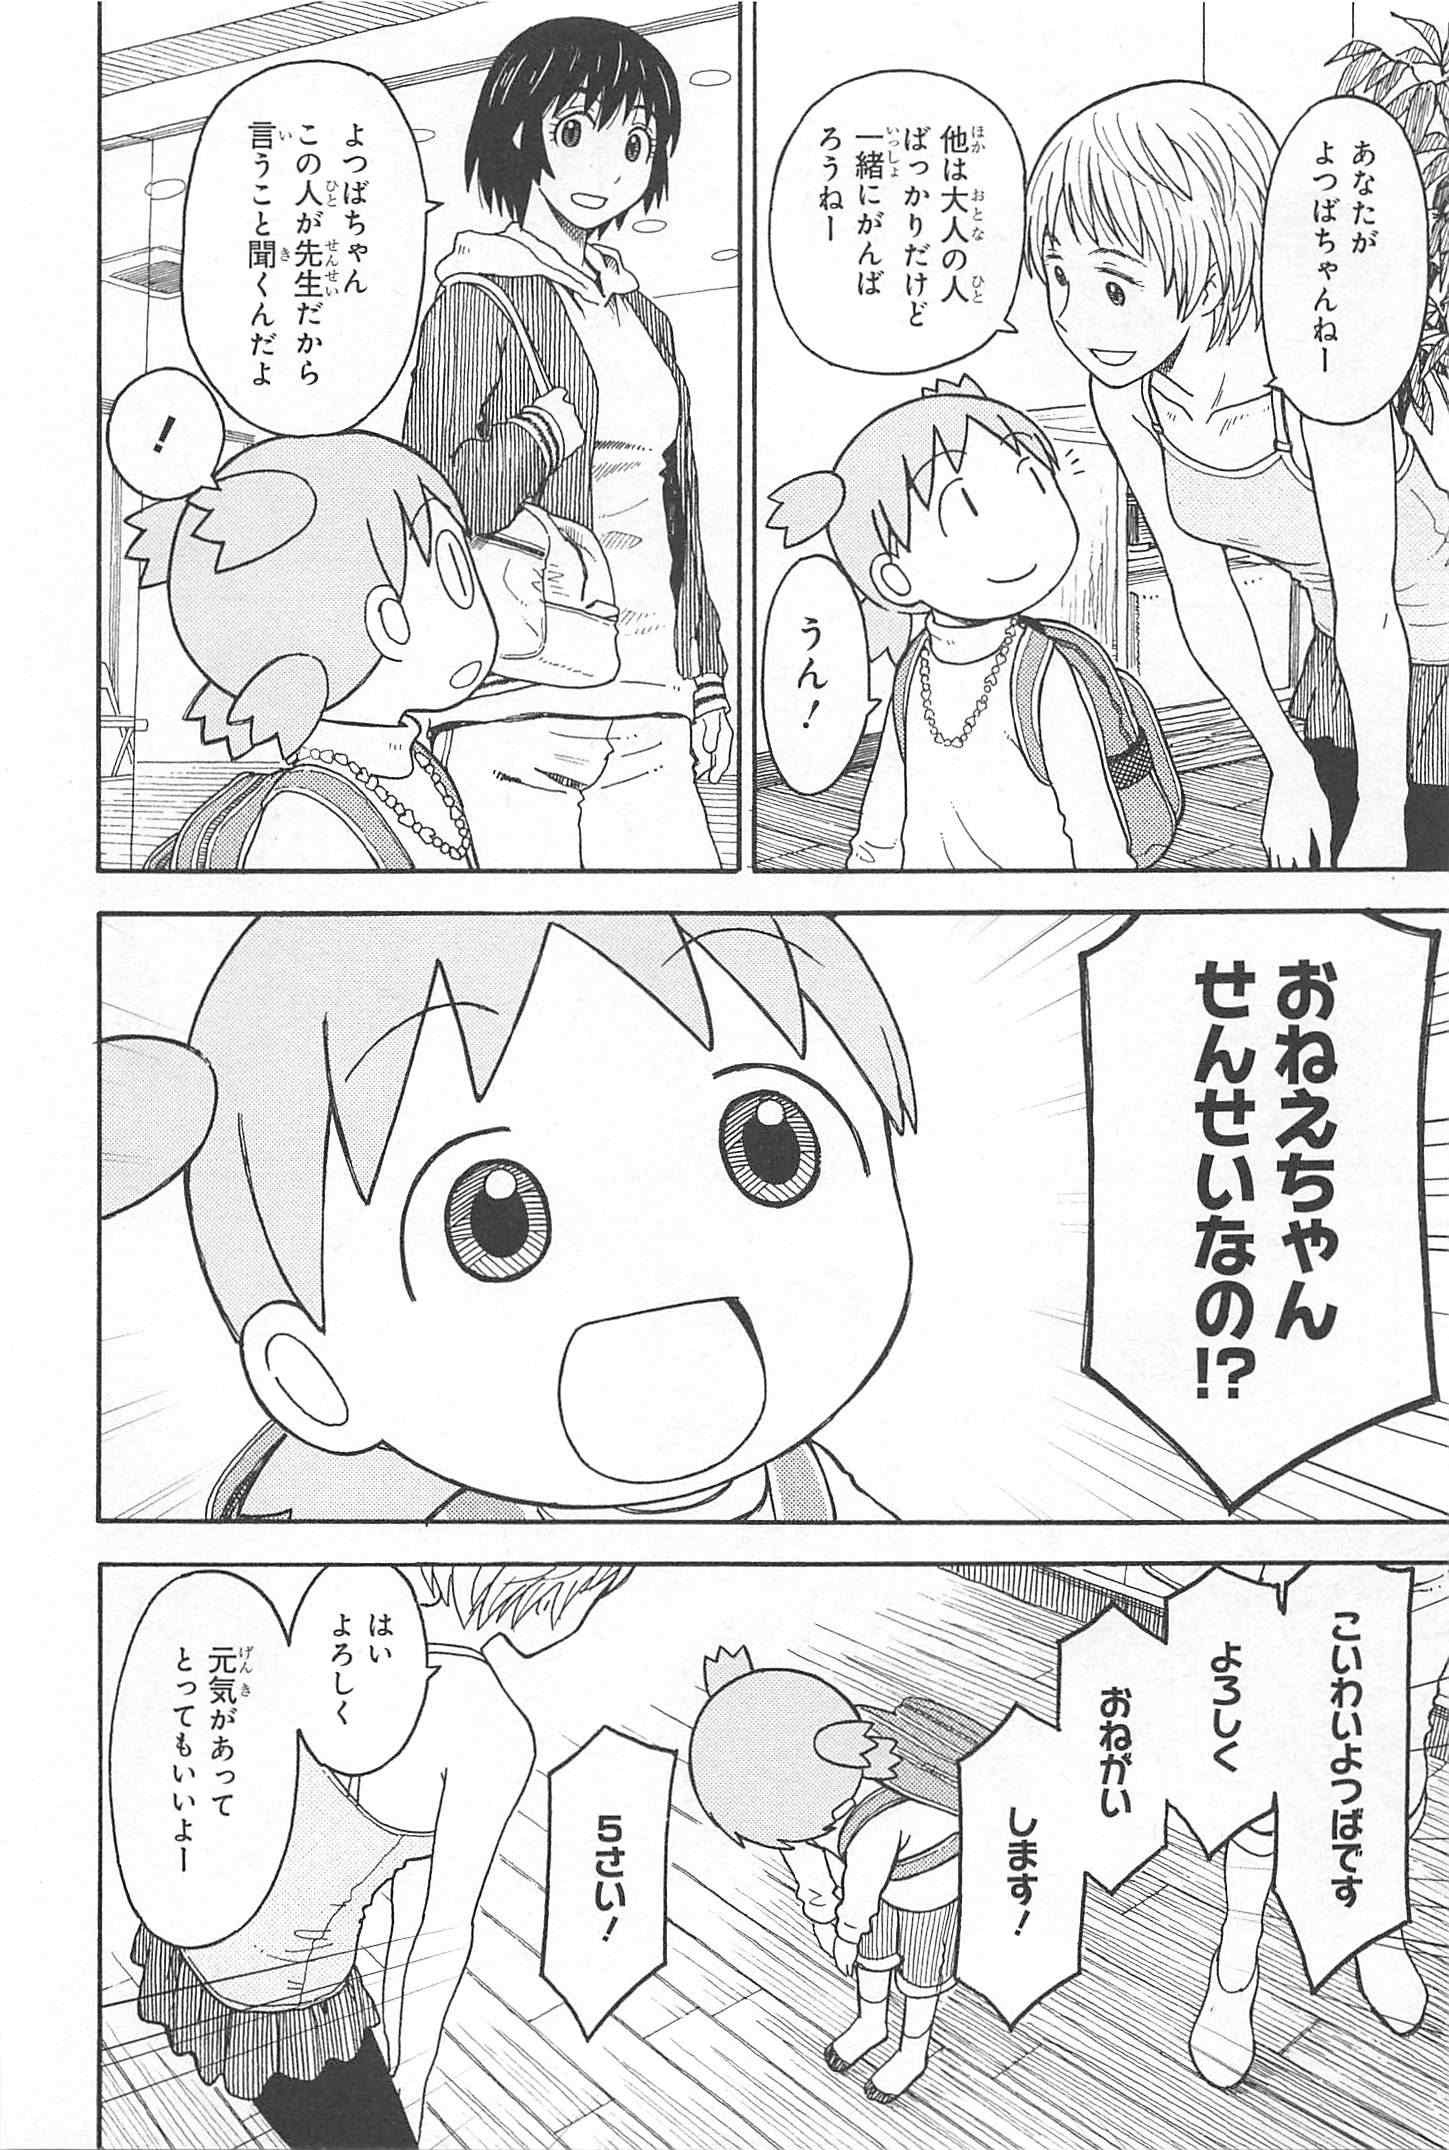 あなたが
よつばちゃんねー
他は大人の人
ばっかりだけど
一緒にがんば
ろうねー
うん！
よつばちゃん
この人が先生だから
言うこと聞くんだよ
！
おねえちゃん
せんせいなの!?
こいわいよつばです
よろしく
おねがい
します！
5さい！
はい
よろしく
元気があって
とってもいいよー